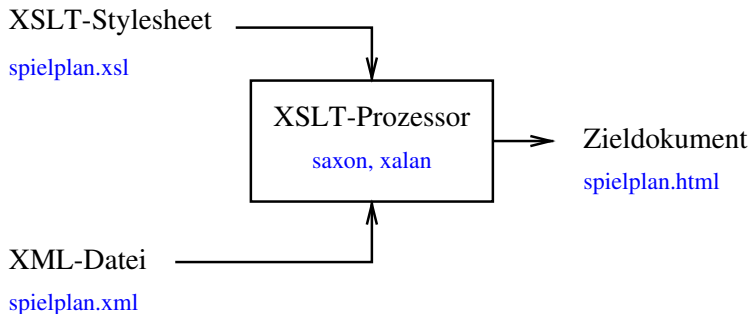 XSLT-Stylesheet
spielplan.xsl
XSLT-Prozessor
saxon, xalan
Zieldokument
spielplan.html
XML-Datei
spielplan.xml